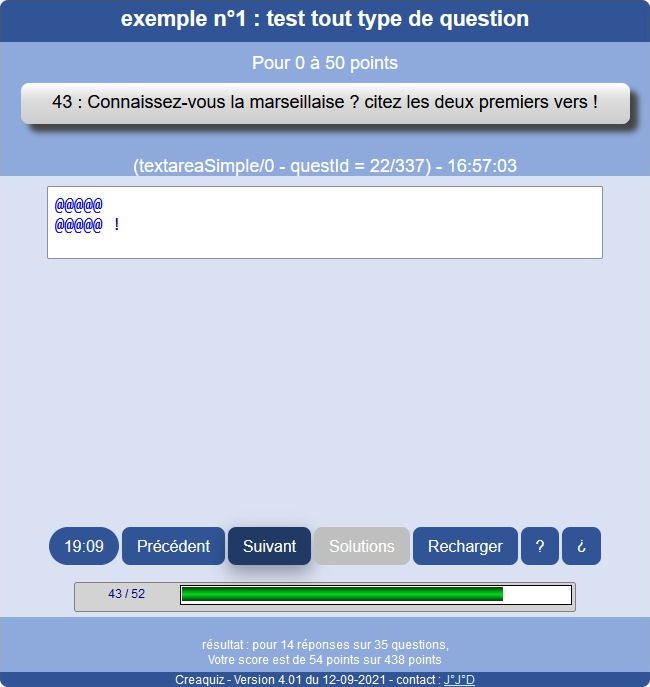 exemple n°1 : test tout type de question
Pour 0 à 50 points
43 : Connaissez-vous la marseillaise ? citez les deux premiers vers !
(textareaSimple/0 - questId = 22/337) - 16:57:03
@@@@@
@@@@@ !
19:09 Précédent Suivant Solutions Recharger ? ¿
43 / 52
résultat : pour 14 réponses sur 35 questions,
Votre score est de 54 points sur 438 points
Creaquiz - Version 4.01 du 12-09-2021 - contact : J°J°D